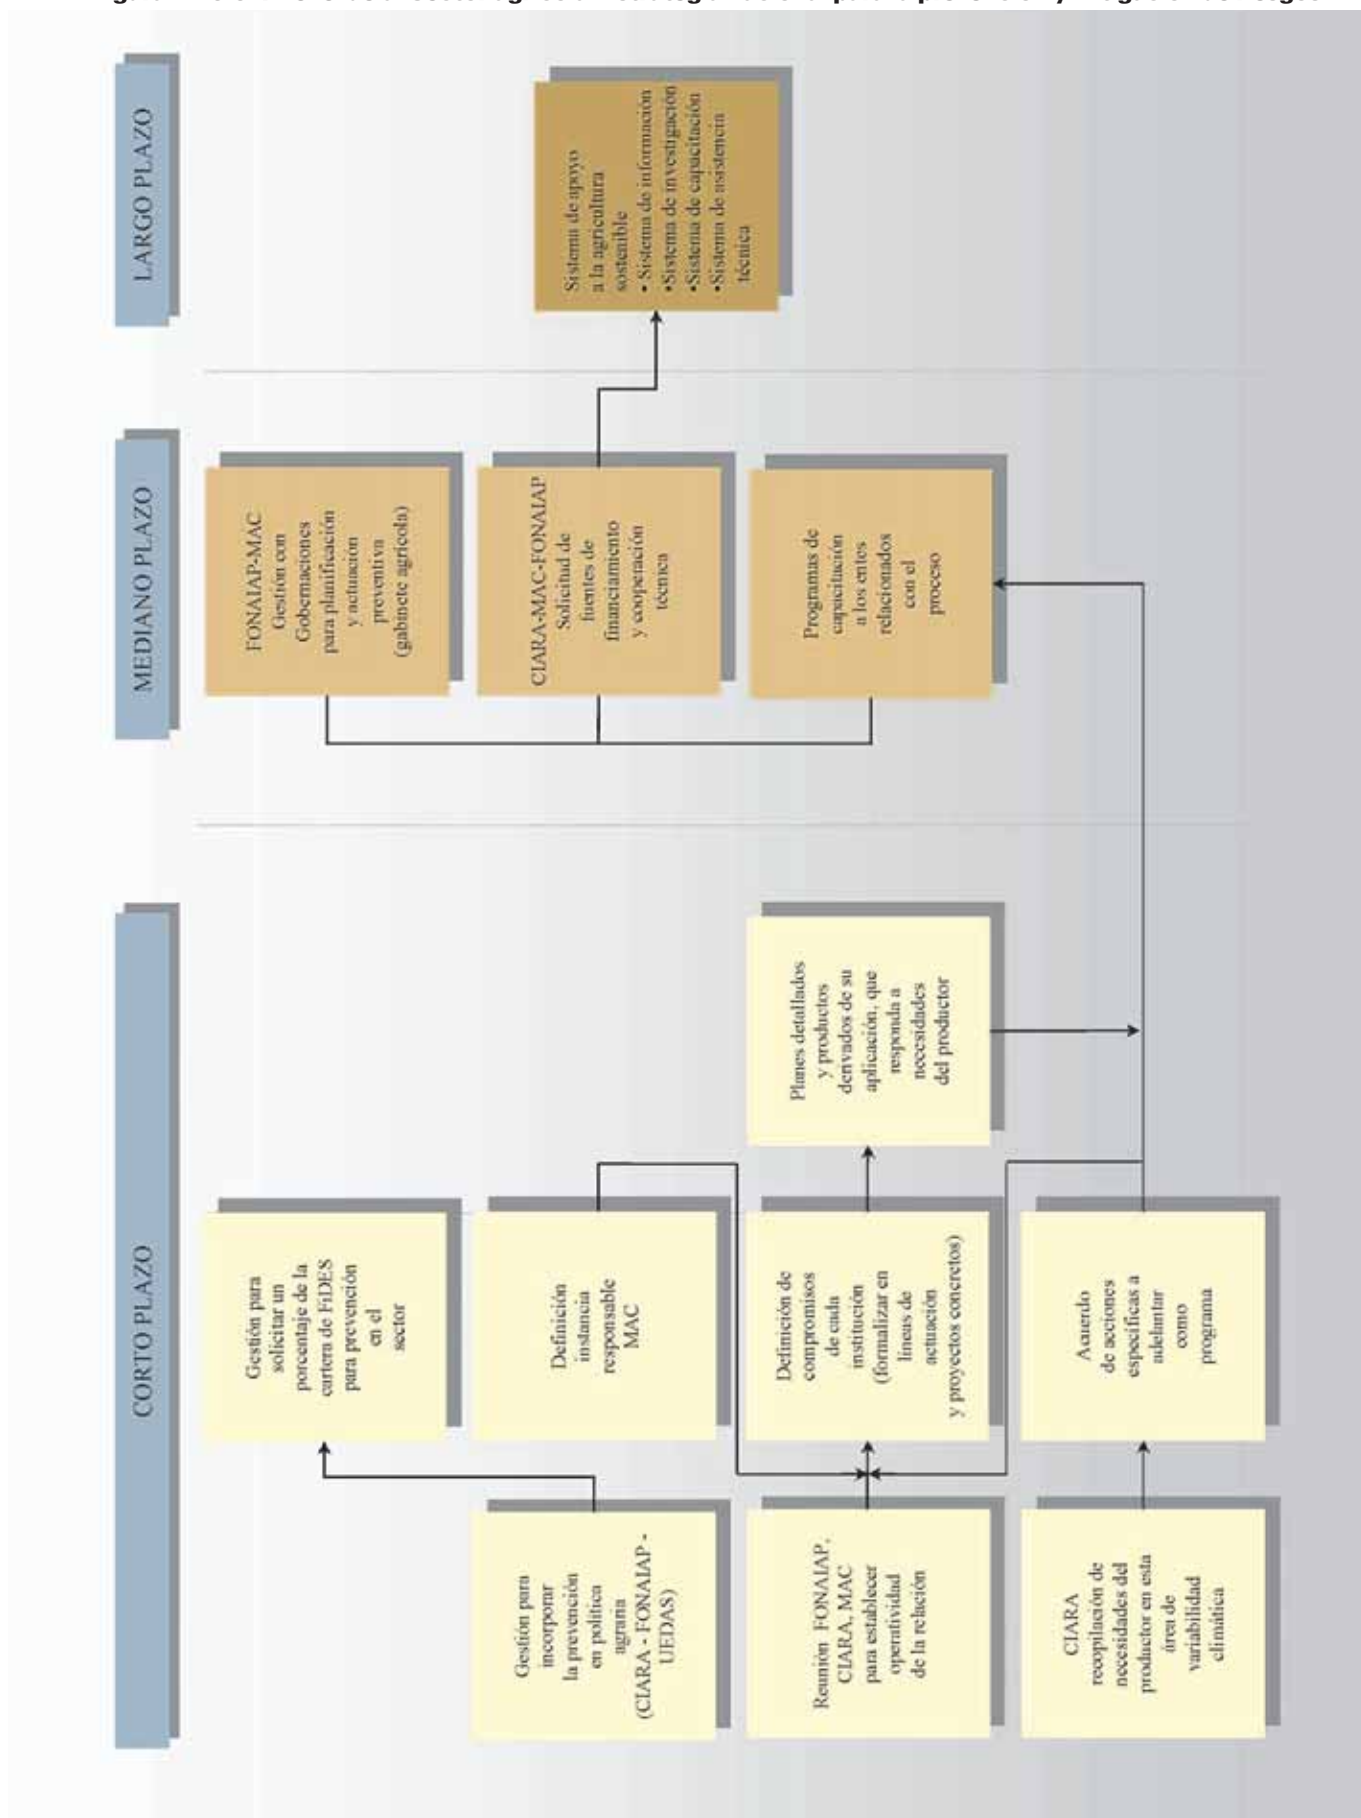 CORTO PLAZO
MEDIANO PLAZO
LARGO PLAZO
Gestión para
incorporar
la prevención
en política
agraria
(CIARA - FONAIAP -
UEDAS)
Reunión FONAIAP,
CIARA, MAC
para establecer
operatividad
de la relación
CIARA
recopilación de
necesidades del
productor en esta
área de
variabilidad
climática
Gestión para
solicitar un
porcentaje de la
cartera de FiDES
para prevención
en el
sector
Definición
instancia
responsable
MAC
Definición de
compromisos
de cada
institución
(formalizar en
líneas de
actuación
y proyectos concretos)
Acuerdo
de acciones
específicas a
adelantar
como
programa
Planes detallados
y productos
derivados de su
aplicación, que
responda a
necesidades
del productor
FONAIAP-MAC
Gestión con
Gobernaciones
para planificación
y actuación
preventiva
(gabinete agrícola)
CIARA-MAC-FONAIAP
Solicitud de
fuentes de
financiamiento
y cooperación
técnica
Programas de
capacitación
a los entes
relacionados
con el
proceso
Sistema de apoyo
a la agricultura
sostenible
• Sistema de información
•Sistema de investigación
•Sistema de capacitación
•Sistema de asistencia
técnica